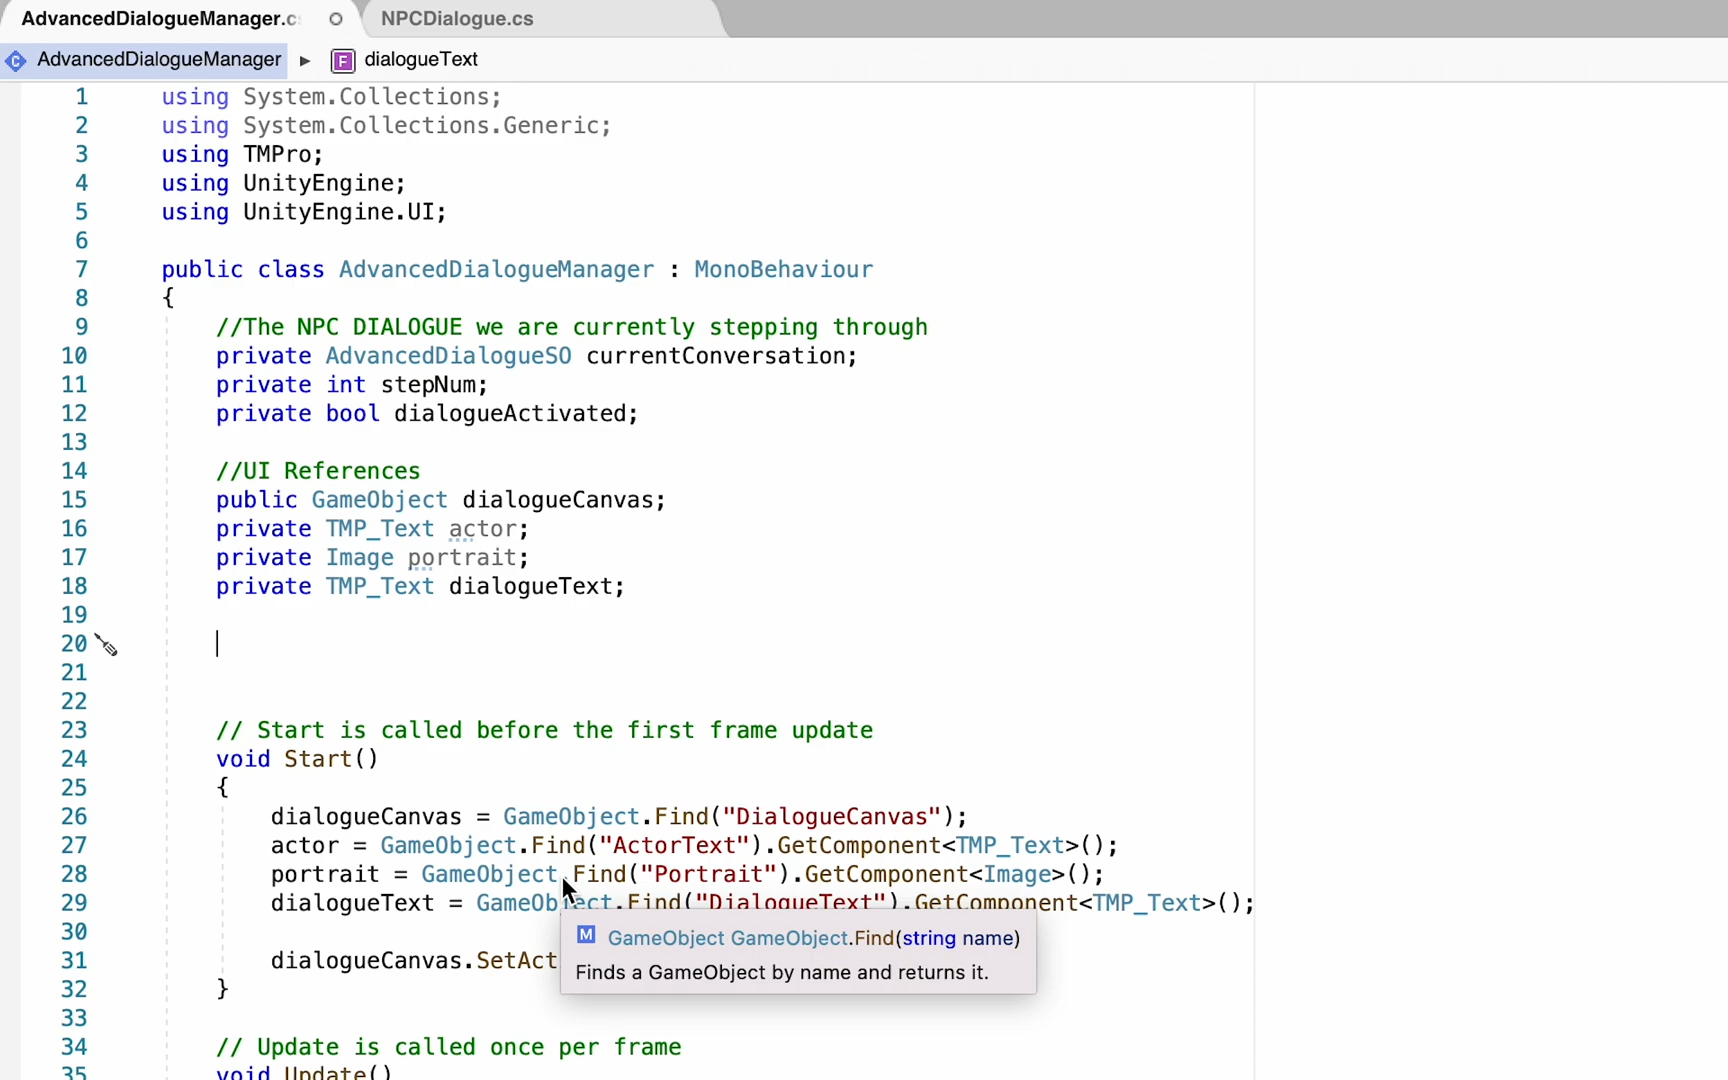 AdvancedDialogueManager.c
NPCDialogue.cs
AdvancedDialogueManager ▶ F dialogueText
1 using System.Collections;
2 using System.Collections.Generic;
3 using TMPro;
4 using UnityEngine;
5 using UnityEngine.UI;
6
7 public class AdvancedDialogueManager : MonoBehaviour
8 {
9 //The NPC DIALOGUE we are currently stepping through
10 private AdvancedDialogueSO currentConversation;
11 private int stepNum;
12 private bool dialogueActivated;
13
14 //UI References
15 public GameObject dialogueCanvas;
16 private TMP_Text actor;
17 private Image portrait;
18 private TMP_Text dialogueText;
19
20
21
22
23 // Start is called before the first frame update
24 void Start()
25 {
26 dialogueCanvas = GameObject.Find("DialogueCanvas");
27 actor = GameObject.Find("ActorText").GetComponent<TMP_Text>();
28 portrait = GameObject.Find("Portrait").GetComponent<Image>();
29 dialogueText = GameObject.Find("DialogueText").GetComponent<TMP_Text>();
30
M GameObject GameObject.Find(string name)
31 dialogueCanvas.SetAct
Finds a GameObject by name and returns it.
32 }
33
34 // Update is called once per frame
35 void Update()